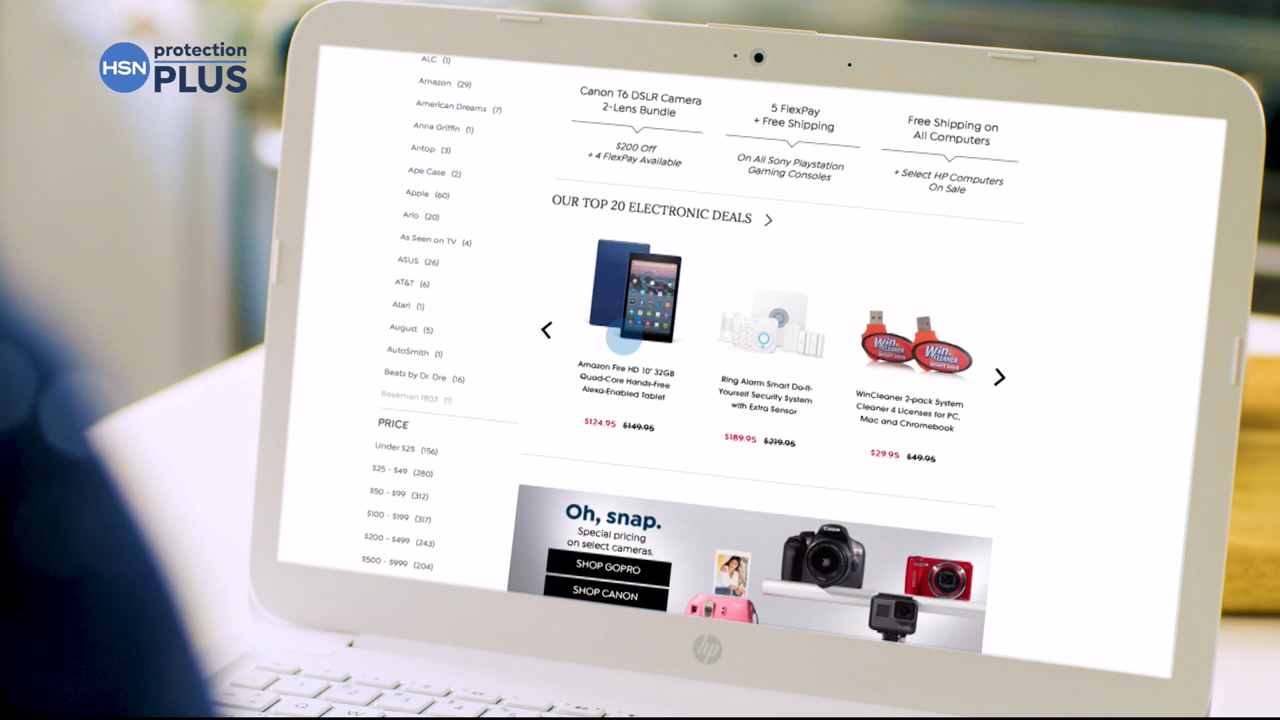 HSN protection
PLUS
ALC (1)
Amazon (29)
American Dreams (7)
Anna Griffin (1)
Antop (3)
Ape Case (2)
Apple (60)
Arlo (20)
As Seen on TV (4)
ASUS (26)
AT&T (6)
Atari (1)
August (5)
AutoSmith (1)
Beats by Dr. Dre (16)
Beekman 1802 (1)
PRICE
Under $25 (156)
$25 - $49 (280)
$50 - $99 (312)
$100 - $199 (317)
$200 - $499 (243)
$500 - $999 (204)
Canon T6 DSLR Camera
2-Lens Bundle
$200 Off
+ 4 FlexPay Available
5 FlexPay
+ Free Shipping
On All Sony Playstation
Gaming Consoles
Free Shipping on
All Computers
+ Select HP Computers
On Sale
OUR TOP 20 ELECTRONIC DEALS
Amazon Fire HD 10" 32GB
Quad-Core Hands-Free
Alexa-Enabled Tablet
$124.95 $149.95
Ring Alarm Smart Do-It-
Yourself Security System
with Extra Sensor
$189.95 $219.95
Win
CLEANER
Win
CLEANER
WinCleaner 2-pack System
Cleaner 4 Licenses for PC,
Mac and Chromebook
$29.95 $49.95
Oh, snap.
Special pricing
on select cameras.
SHOP GOPRO
SHOP CANON
Canon
hp